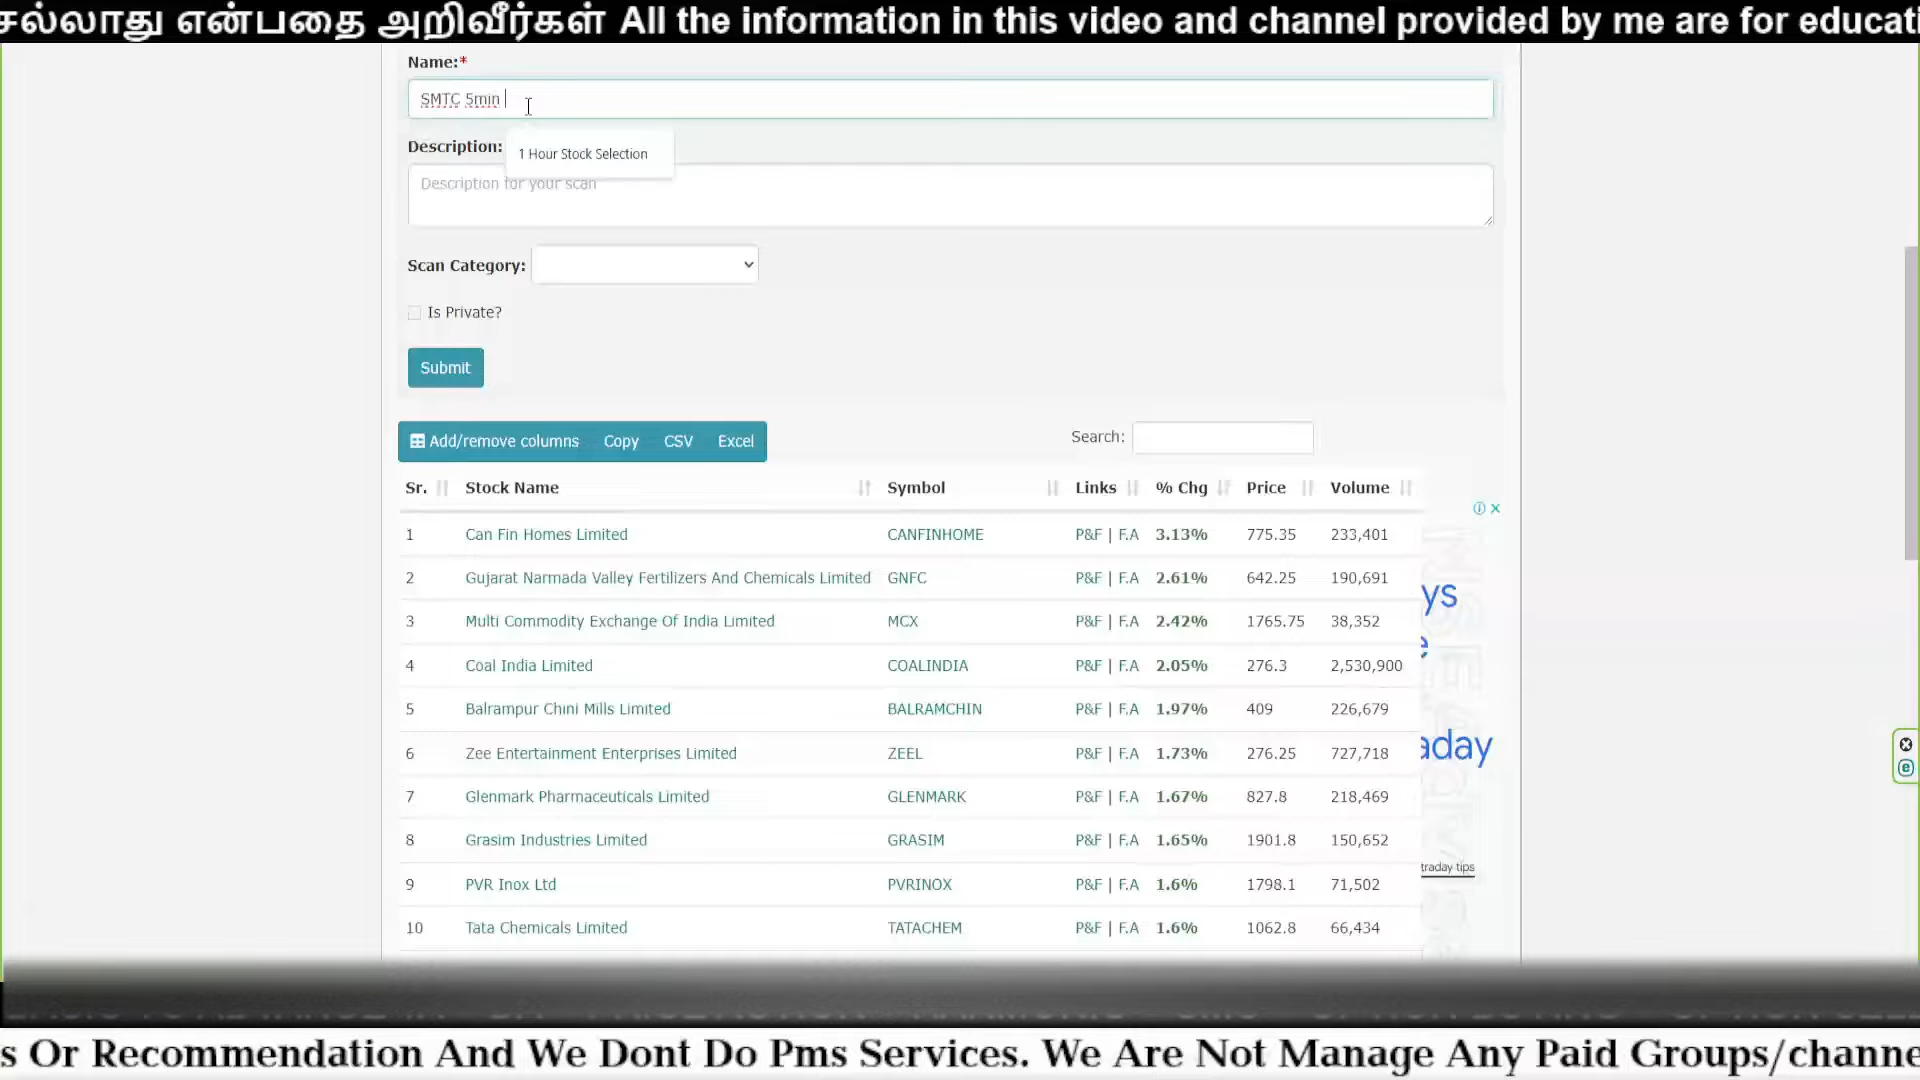 சல்லாது என்பதை அறிவீர்கள் All the information in this video and channel provided by me are for educati
Name:*
SMTC 5min
Description:
1 Hour Stock Selection
Description for your scan
Scan Category:
Is Private?
Submit
Add/remove columns Copy CSV Excel Search:
Sr. Stock Name Symbol Links % Chg Price Volume
1 Can Fin Homes Limited CANFINHOME P&F | F.A 3.13% 775.35 233,401
2 Gujarat Narmada Valley Fertilizers And Chemicals Limited GNFC P&F | F.A 2.61% 642.25 190,691
ys
3 Multi Commodity Exchange Of India Limited MCX P&F | F.A 2.42% 1765.75 38,352
4 Coal India Limited COALINDIA P&F | F.A 2.05% 276.3 2,530,900
5 Balrampur Chini Mills Limited BALRAMCHIN P&F | F.A 1.97% 409 226,679
6 Zee Entertainment Enterprises Limited ZEEL P&F | F.A 1.73% 276.25 727,718
aday
7 Glenmark Pharmaceuticals Limited GLENMARK P&F | F.A 1.67% 827.8 218,469
8 Grasim Industries Limited GRASIM P&F | F.A 1.65% 1901.8 150,652
traday tips
9 PVR Inox Ltd PVRINOX P&F | F.A 1.6% 1798.1 71,502
10 Tata Chemicals Limited TATACHEM P&F | F.A 1.6% 1062.8 66,434
s Or Recommendation And We Dont Do Pms Services. We Are Not Manage Any Paid Groups/channe